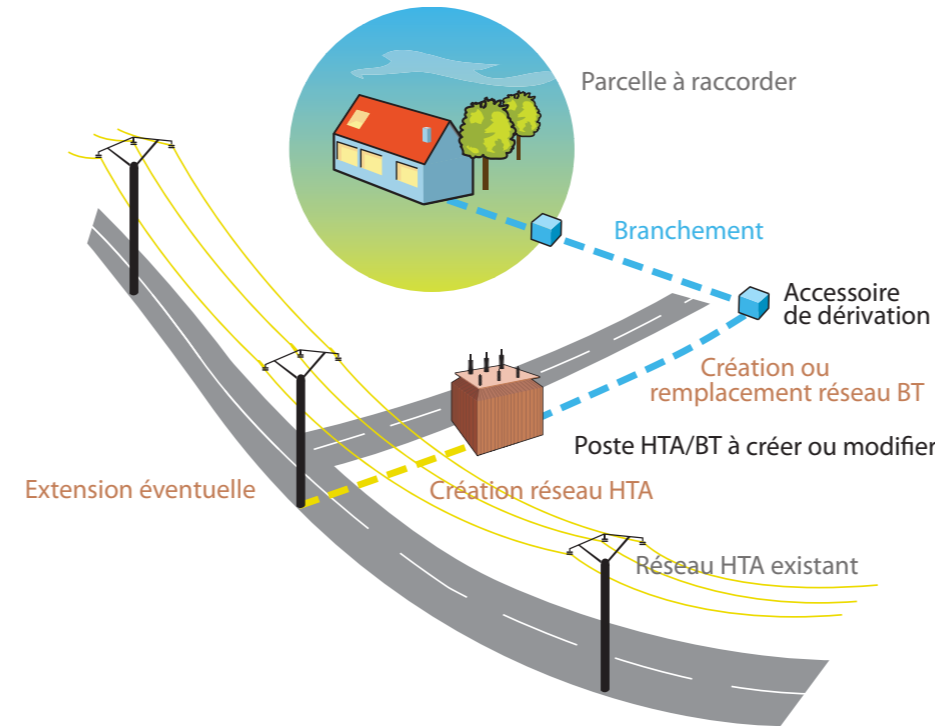 Parcelle à raccorder
Branchement
Accessoire
de dérivation
Création ou
remplacement réseau BT
Poste HTA/BT à créer ou modifier
Extension éventuelle
Création réseau HTA
Réseau HTA existant